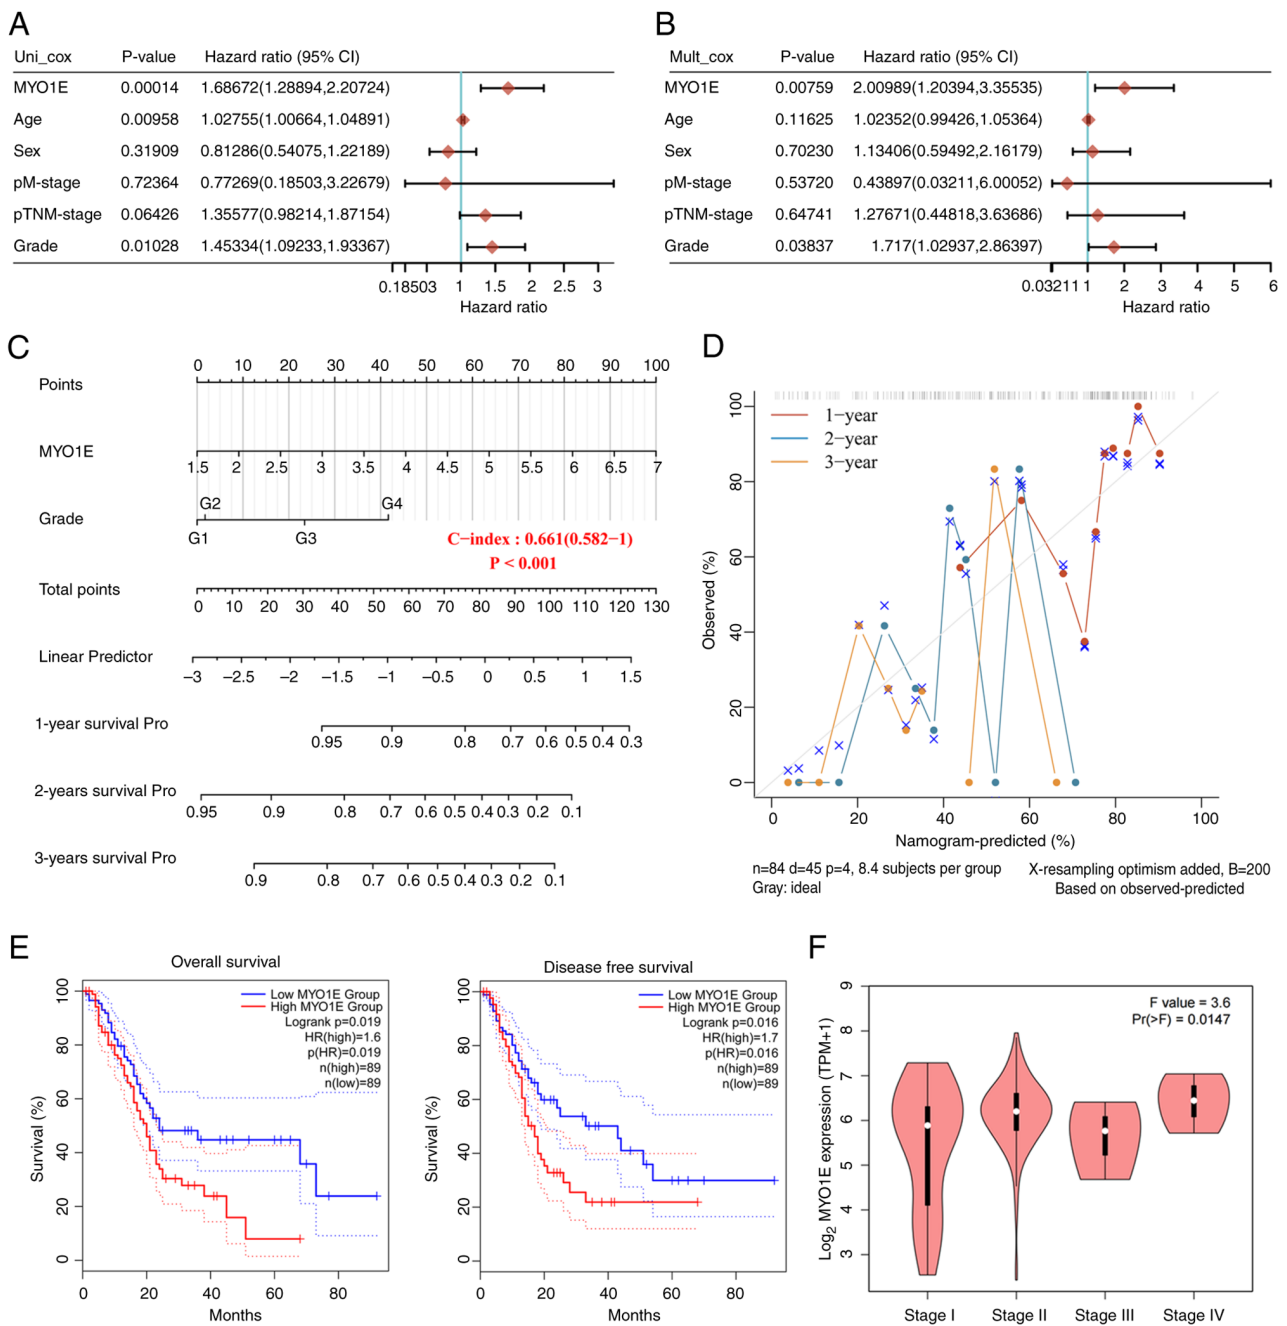 A
Uni_cox P-value Hazard ratio (95% CI)
MYO1E 0.00014 1.68672(1.28894,2.20724)
Age 0.00958 1.02755(1.00664,1.04891)
Sex 0.31909 0.81286(0.54075,1.22189)
pM-stage 0.72364 0.77269(0.18503,3.22679)
pTNM-stage 0.06426 1.35577(0.98214,1.87154)
Grade 0.01028 1.45334(1.09233,1.93367)
0.18503 1 1.5 2 2.5 3
Hazard ratio
B
Mult_cox P-value Hazard ratio (95% CI)
MYO1E 0.00759 2.00989(1.20394,3.35535)
Age 0.11625 1.02352(0.99426,1.05364)
Sex 0.70230 1.13406(0.59492,2.16179)
pM-stage 0.53720 0.43897(0.03211,6.00052)
pTNM-stage 0.64741 1.27671(0.44818,3.63686)
Grade 0.03837 1.717(1.02937,2.86397)
0.03211 1 2 3 4 5 6
Hazard ratio
C
0 10 20 30 40 50 60 70 80 90 100
Points
MYO1E
1.5 2 2.5 3 3.5 4 4.5 5 5.5 6 6.5 7
G2 G4
Grade
G1 G3
C−index : 0.661(0.582−1)
P < 0.001
Total points
0 10 20 30 40 50 60 70 80 90 100 110 120 130
Linear Predictor
−3 −2.5 −2 −1.5 −1 −0.5 0 0.5 1 1.5
1-year survival Pro
0.95 0.9 0.8 0.7 0.6 0.5 0.4 0.3
2-years survival Pro
0.95 0.9 0.8 0.7 0.6 0.5 0.4 0.3 0.2 0.1
3-years survival Pro
0.9 0.8 0.7 0.6 0.5 0.4 0.3 0.2 0.1
D
1−year
2−year
3−year
Observed (%)
100
80
60
40
20
0
0 20 40 60 80 100
Namogram-predicted (%)
n=84 d=45 p=4, 8.4 subjects per group
Gray: ideal
X-resampling optimism added, B=200
Based on observed-predicted
E
Overall survival
Low MYO1E Group
High MYO1E Group
Logrank p=0.019
HR(high)=1.6
p(HR)=0.019
n(high)=89
n(low)=89
Survival (%)
100
80
60
40
20
0
0 20 40 60 80
Months
Disease free survival
Low MYO1E Group
High MYO1E Group
Logrank p=0.016
HR(high)=1.7
p(HR)=0.016
n(high)=89
n(low)=89
Survival (%)
100
80
60
40
20
0
0 20 40 60 80
Months
F
F value = 3.6
Pr(>F) = 0.0147
Log2 MYO1E expression (TPM+1)
9
8
7
6
5
4
3
Stage I Stage II Stage III Stage IV